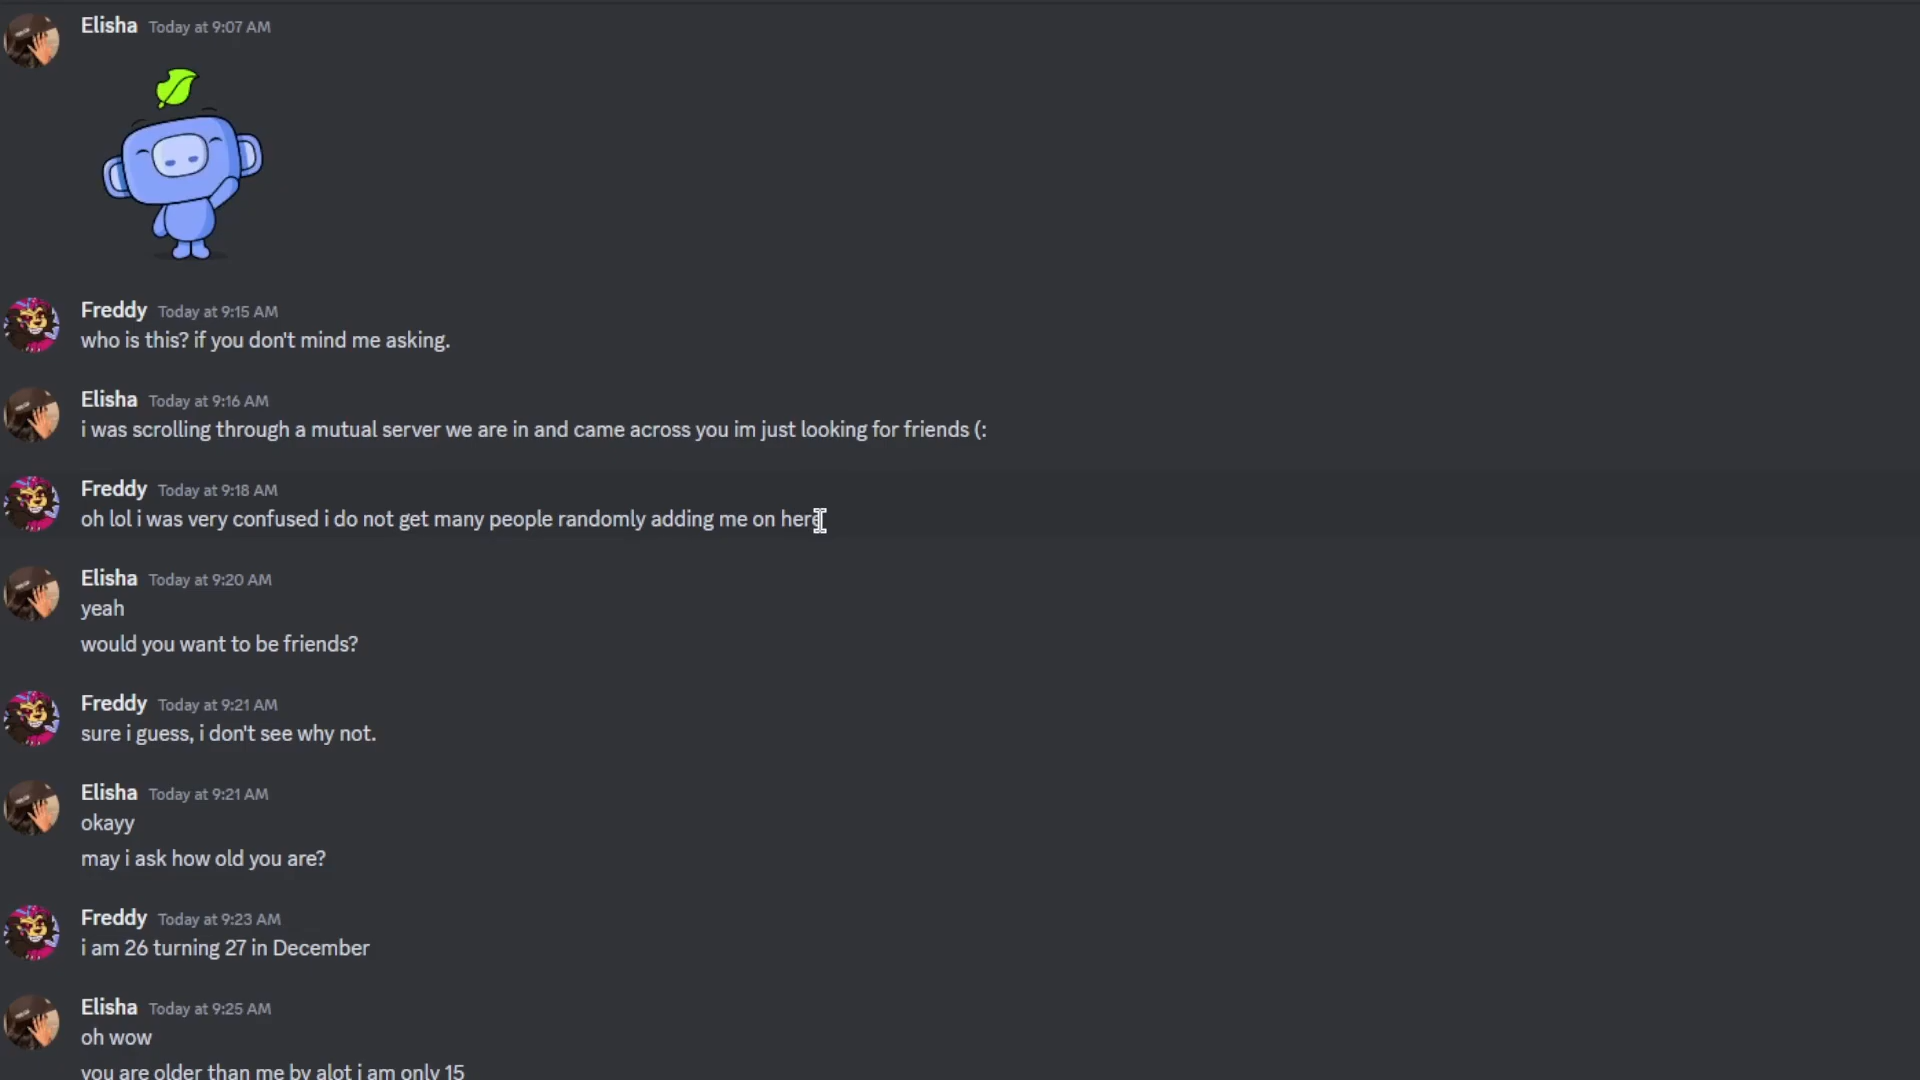 Elisha Today at 9:07 AM
Freddy Today at 9:15 AM
who is this? if you don't mind me asking.
Elisha Today at 9:16 AM
i was scrolling through a mutual server we are in and came across you im just looking for friends (:
Freddy Today at 9:18 AM
oh lol i was very confused i do not get many people randomly adding me on here
Elisha Today at 9:20 AM
yeah
would you want to be friends?
Freddy Today at 9:21 AM
sure i guess, i don't see why not.
Elisha Today at 9:21 AM
okayy
may i ask how old you are?
Freddy Today at 9:23 AM
i am 26 turning 27 in December
Elisha Today at 9:25 AM
oh wow
you are older than me by alot i am only 15